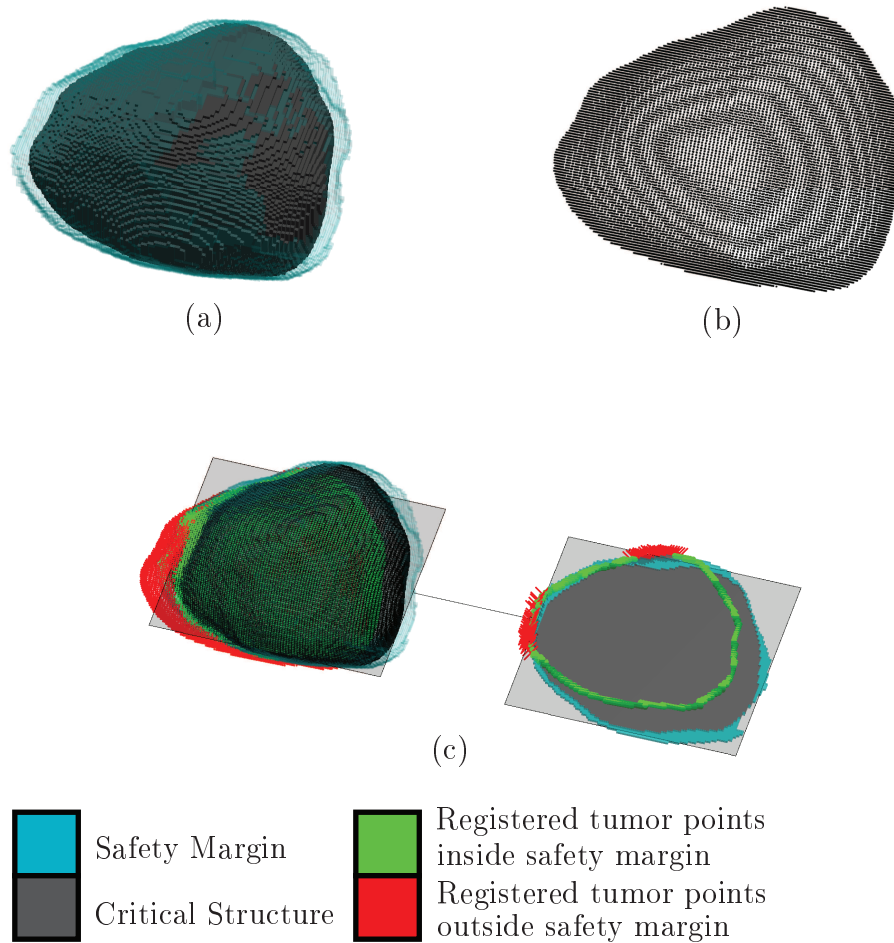 (a)
(b)
(c)
Safety Margin
Critical Structure
Registered tumor points
inside safety margin
Registered tumor points
outside safety margin